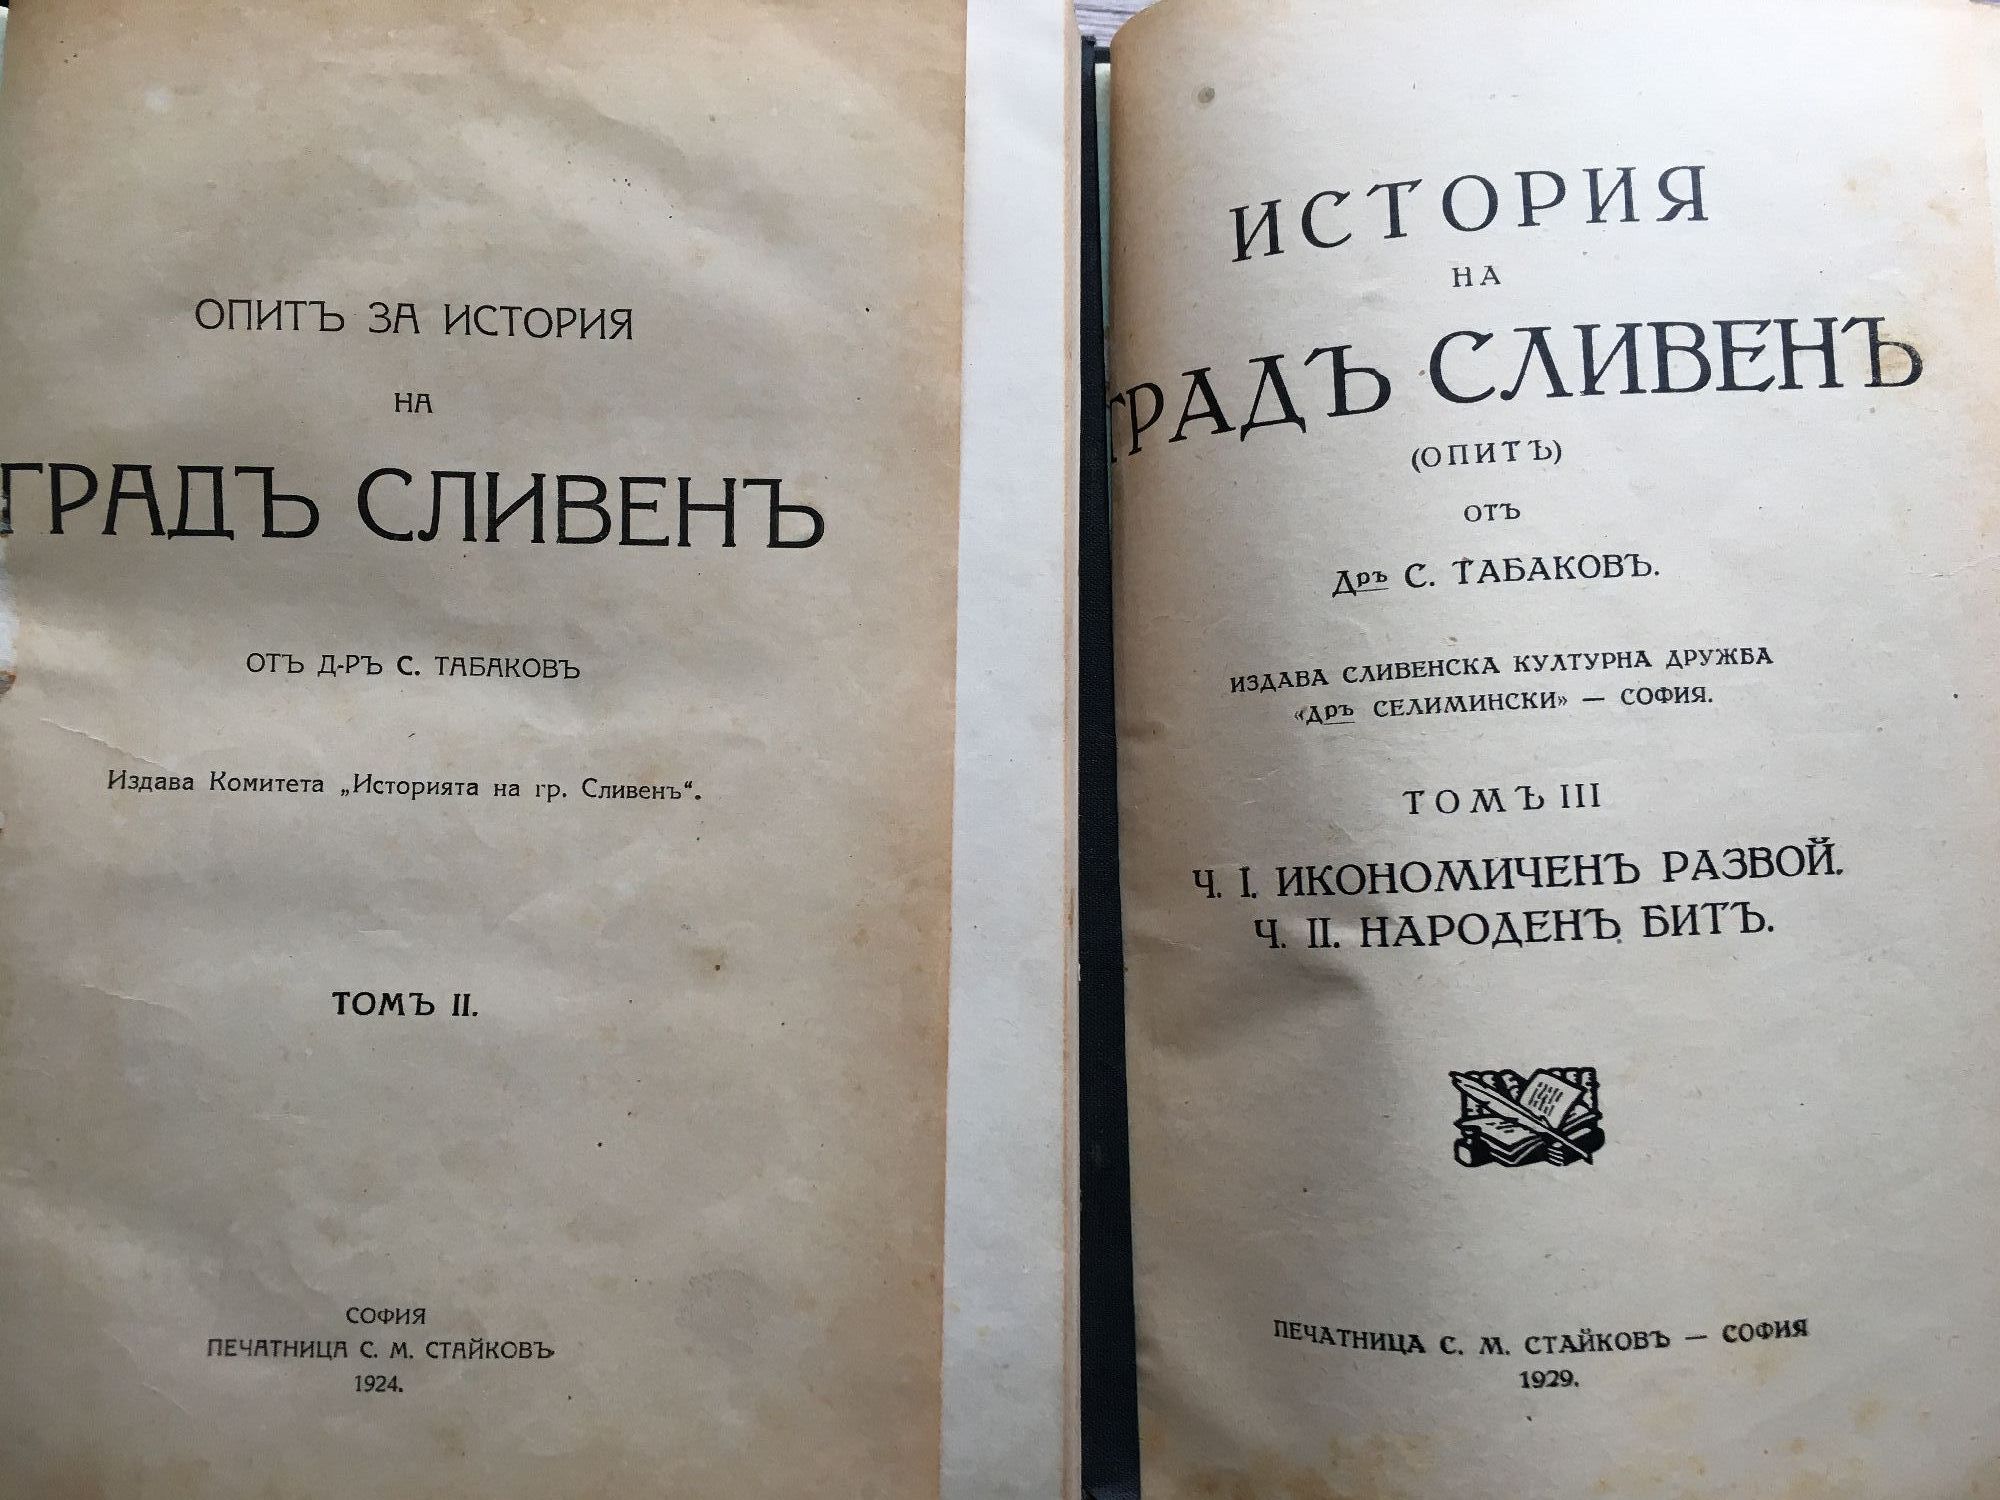 ОПИТЪ ЗА ИСТОРИЯ
НА
ГРАДЪ СЛИВЕНЪ
ОТЪ Д-РЪ С. ТАБАКОВЪ
Издава Комитета „Историята на гр. Сливенъ“.
ТОМЪ II.
СОФИЯ
ПЕЧАТНИЦА С. М. СТАЙКОВЪ
1924.
ИСТОРИЯ
НА
ГРАДЪ СЛИВЕНЪ
(ОПИТЪ)
ОТЪ
ДРЪ С. ТАБАКОВЪ.
ИЗДАВА СЛИВЕНСКА КУЛТУРНА ДРУЖБА
«ДРЪ СЕЛИМИНСКИ» — СОФИЯ.
ТОМЪ III
Ч. I. ИКОНОМИЧЕНЪ РАЗВОЙ.
Ч. II. НАРОДЕНЪ БИТЪ.
ПЕЧАТНИЦА С. М. СТАЙКОВЪ — СОФИЯ
1929.